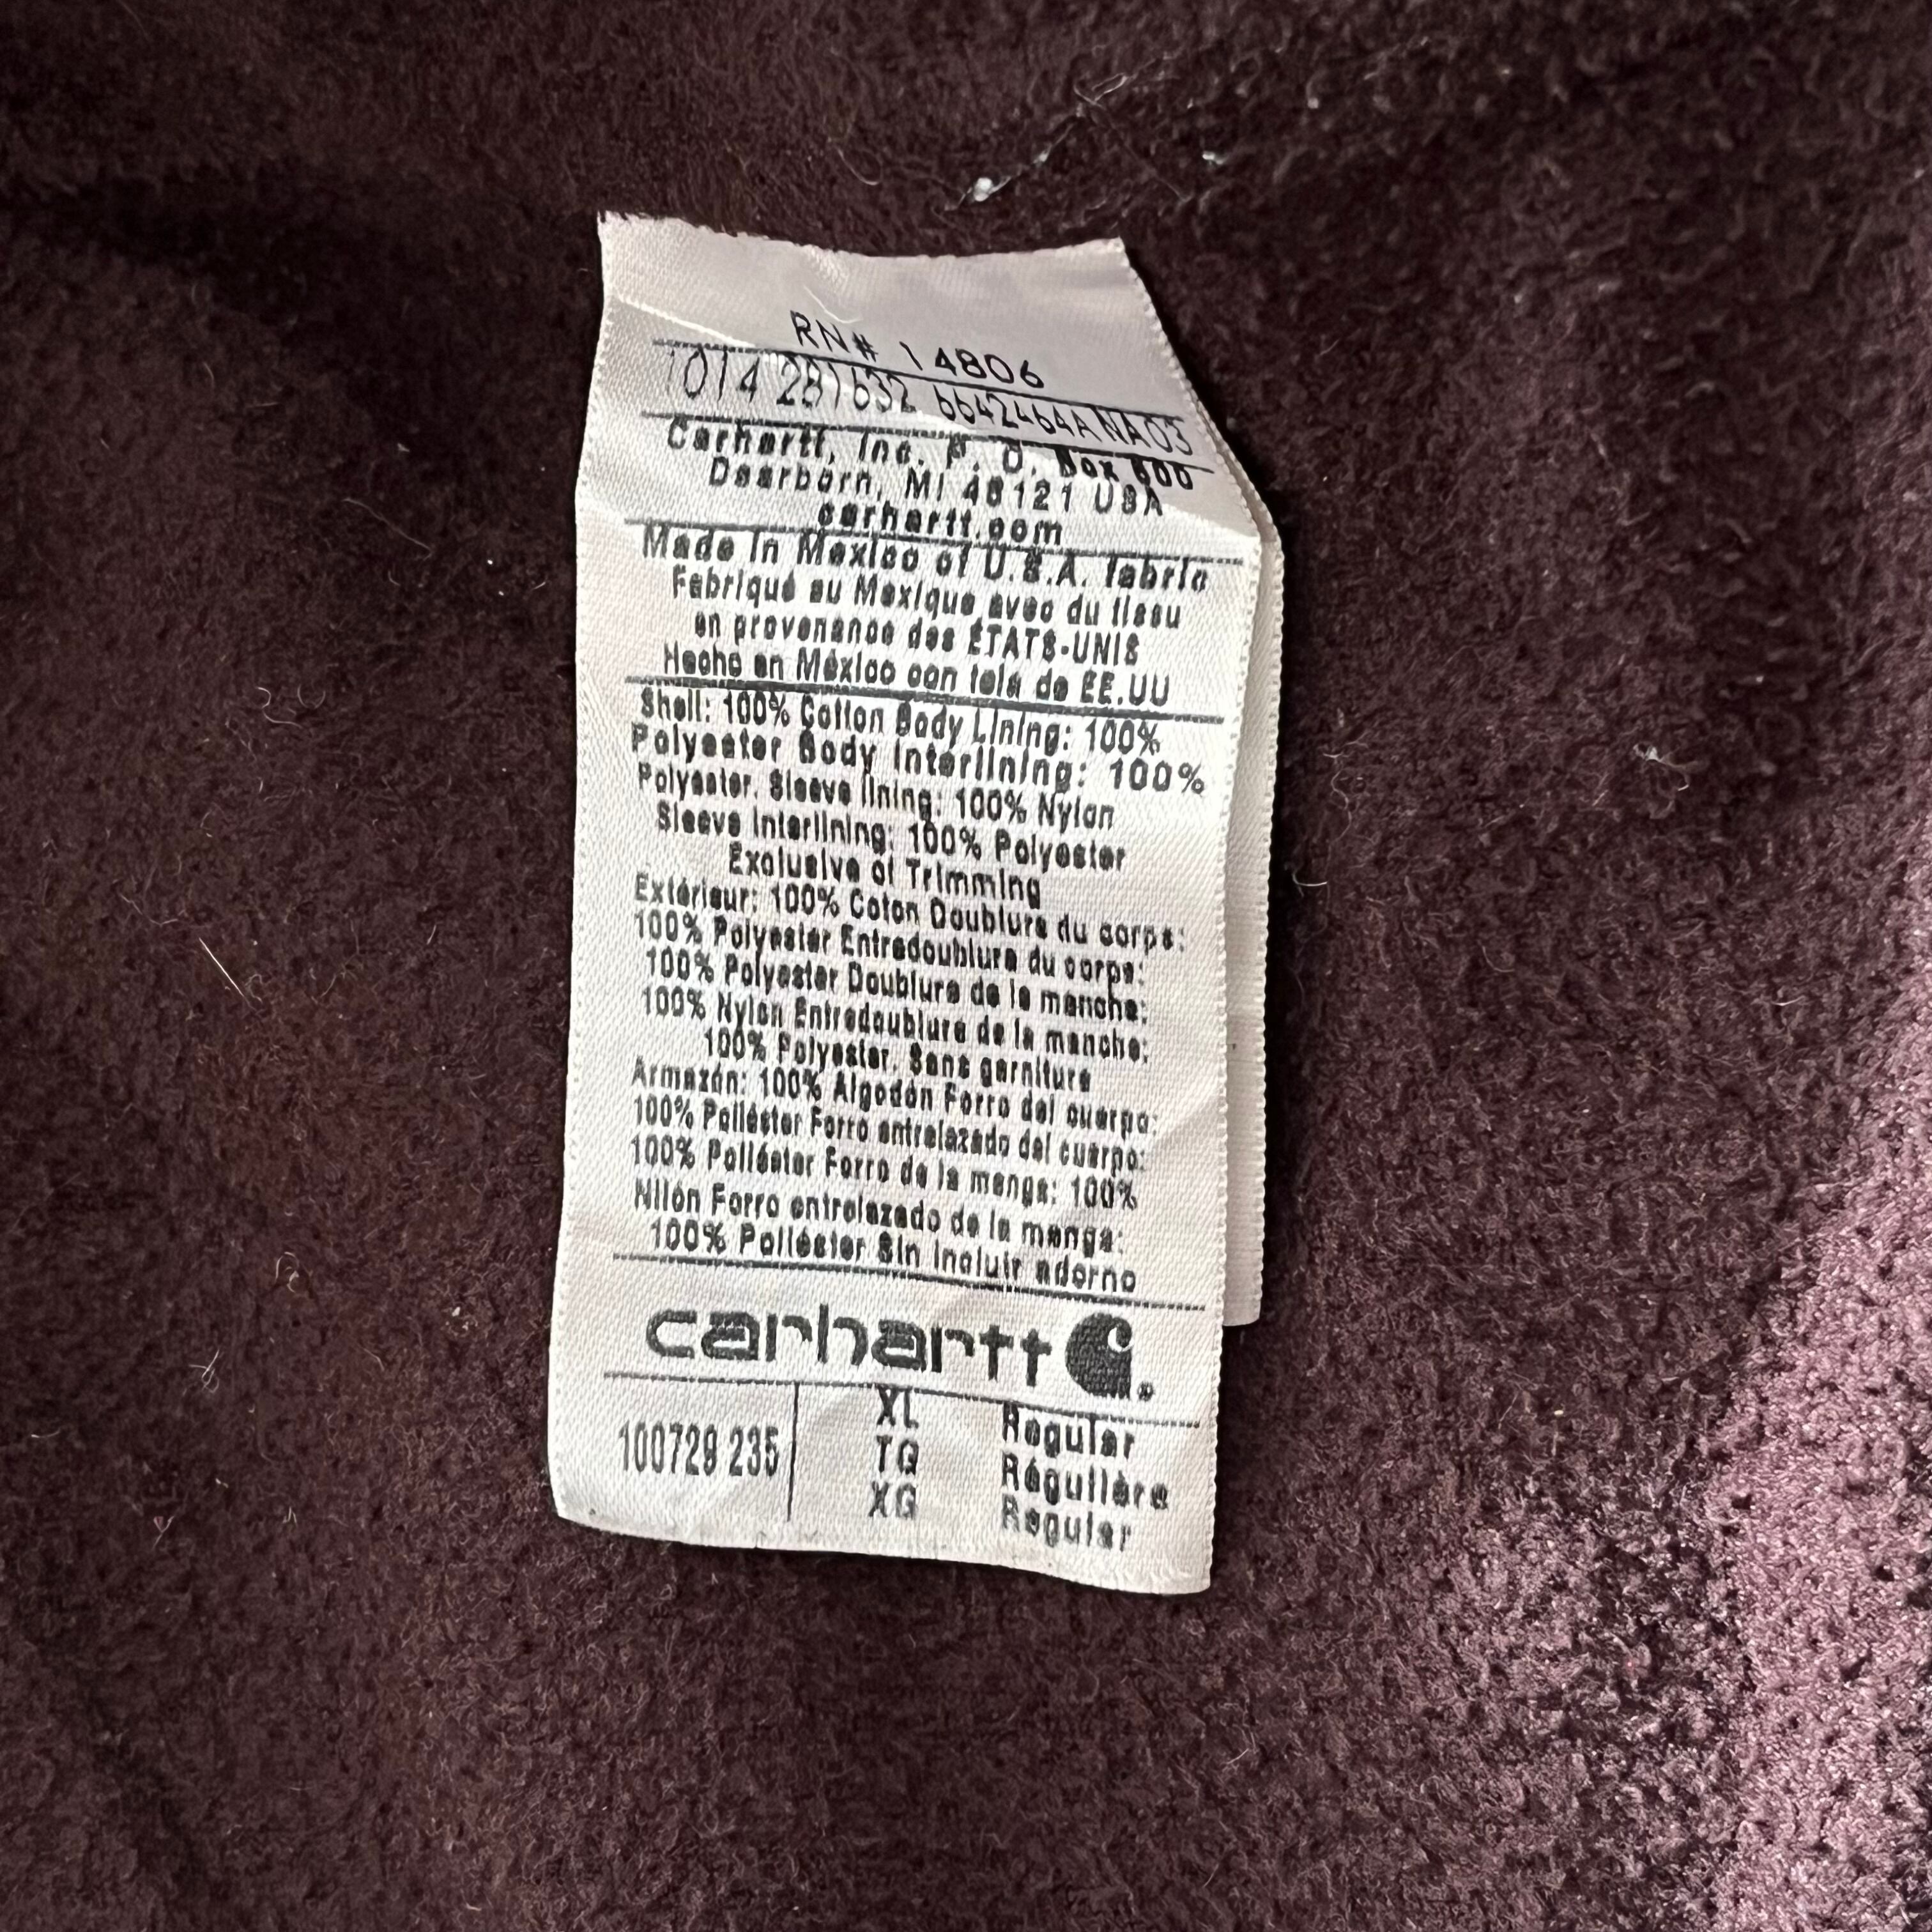 RN# 14806
1014 281632 6642464A NA03
Carhartt, Inc. P. O. Box 600
Dearborn, MI 48121 USA
carhartt.com
Made in Mexico of U.S.A. fabric
Fabriqué au Mexique avec du tissu
en provenance des ÉTATS-UNIS
Hecho en México con tela de EE.UU
Shell: 100% Cotton Body Lining: 100%
Polyester Body Interlining: 100%
Polyester. Sleeve lining: 100% Nylon
Sleeve Interlining: 100% Polyester
Exclusive of Trimming
Extérieur: 100% Coton Doublure du corps:
100% Polyester Entredoublure du corps:
100% Polyester Doublure de la manche:
100% Nylon Entredoublure de la manche:
100% Polyester. Sans garniture
Armazón: 100% Algodón Forro del cuerpo:
100% Poliéster Forro entrelazado del cuerpo:
100% Poliéster Forro de la manga: 100%
Nilón Forro entrelazado de la manga:
100% Poliéster Sin incluir adorno
carhartt
100729 235
XL Regular
TG Régulière
XG Regular